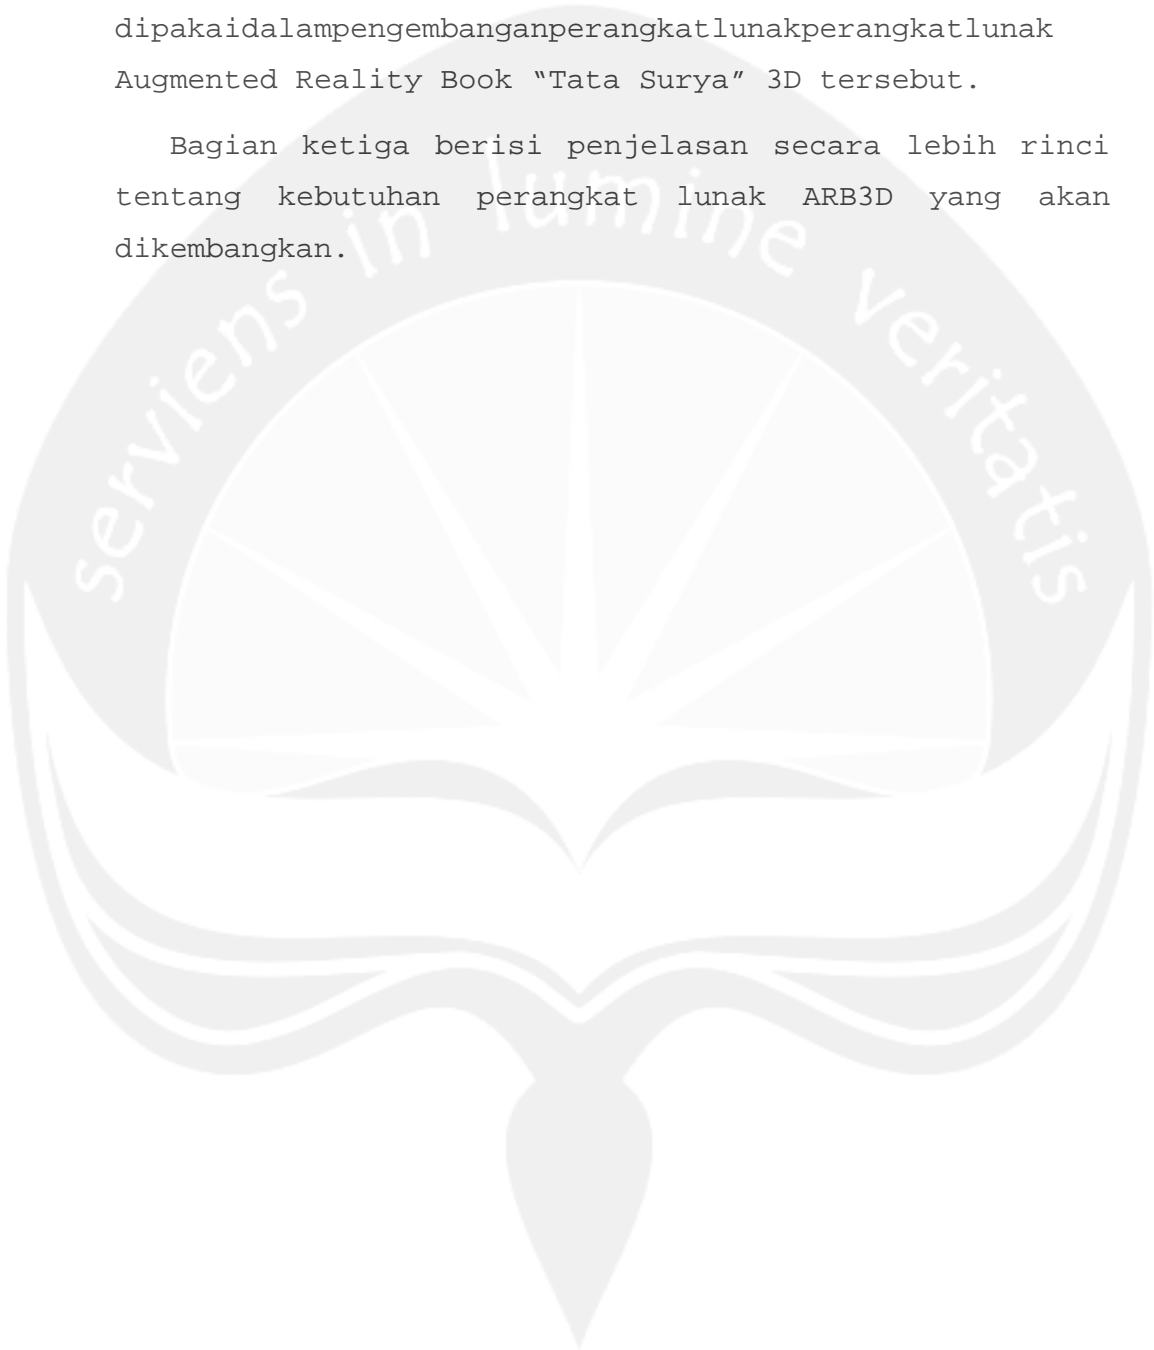 dipakaidalampengembanganperangkatlunakperangkatlunak
Augmented Reality Book “Tata Surya” 3D tersebut.
Bagian ketiga berisi penjelasan secara lebih rinci
tentang kebutuhan perangkat lunak ARB3D yang akan
dikembangkan.
serviens in lumine veritatis